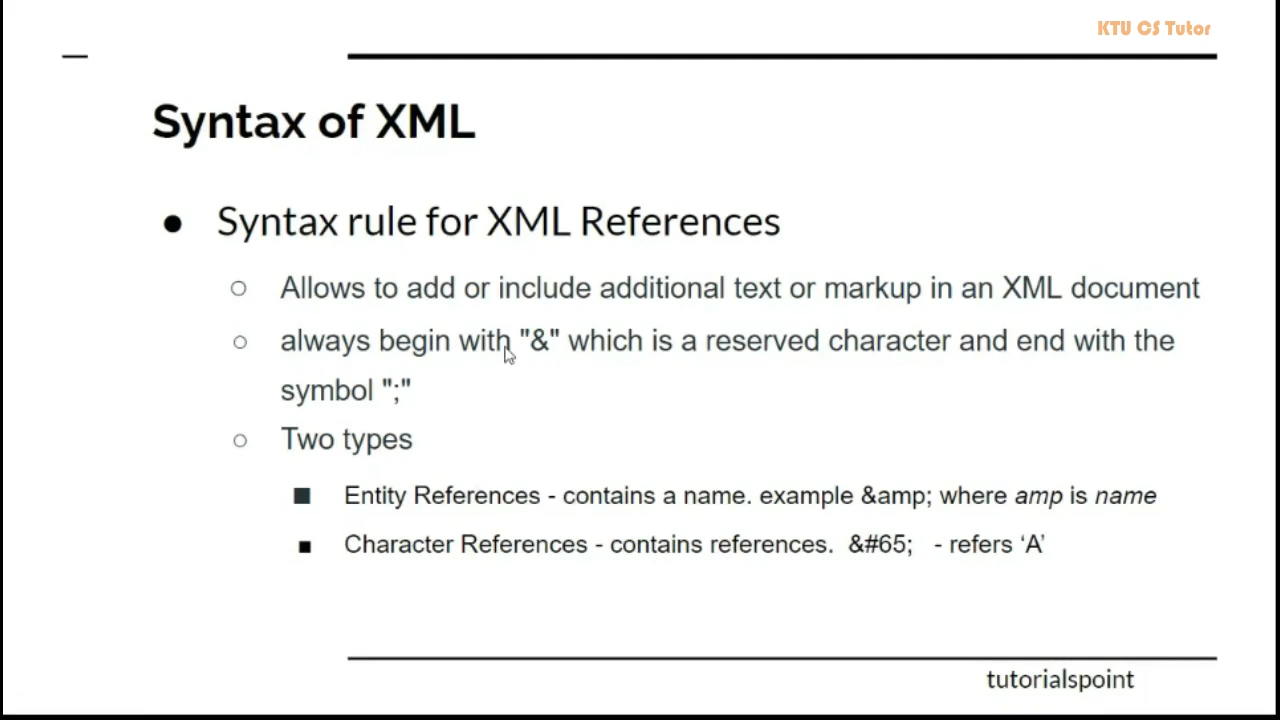 KTU CS Tutor
Syntax of XML
● Syntax rule for XML References
○ Allows to add or include additional text or markup in an XML document
○ always begin with "&" which is a reserved character and end with the
symbol ";"
○ Two types
■ Entity References - contains a name. example &amp; where amp is name
■ Character References - contains references. &#65; - refers ‘A’
tutorialspoint